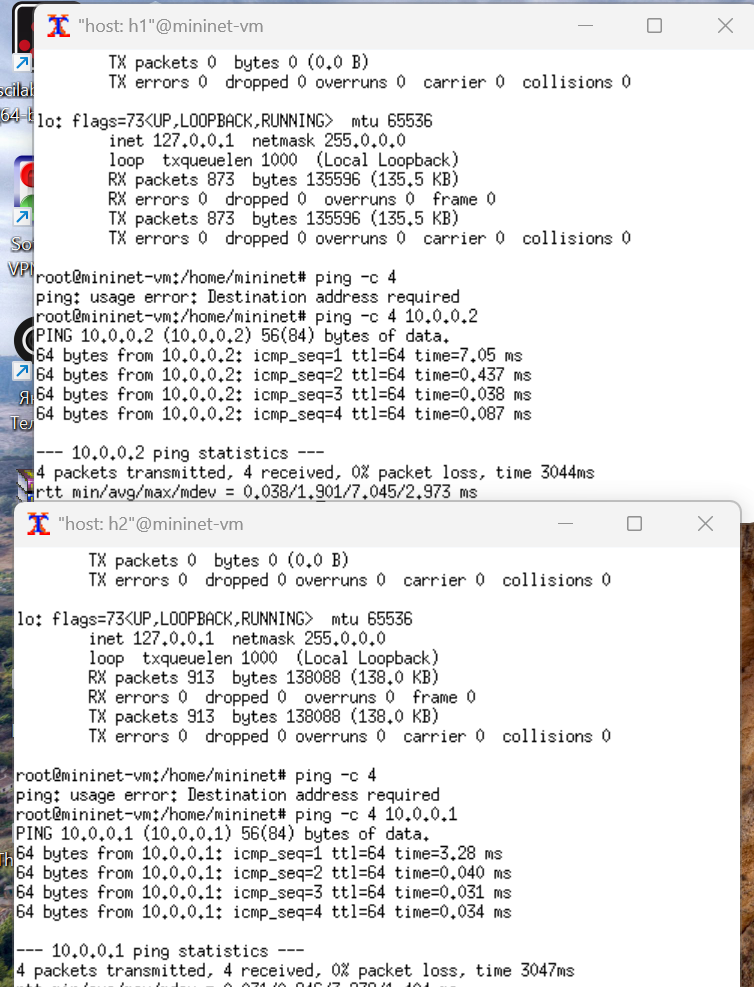 "host: h1"@mininet-vm
TX packets 0  bytes 0 (0.0 B)
TX errors 0  dropped 0 overruns 0  carrier 0  collisions 0
lo: flags=73<UP,LOOPBACK,RUNNING>  mtu 65536
inet 127.0.0.1  netmask 255.0.0.0
loop  txqueuelen 1000  (Local Loopback)
RX packets 873  bytes 135596 (135.5 KB)
RX errors 0  dropped 0  overruns 0  frame 0
TX packets 873  bytes 135596 (135.5 KB)
TX errors 0  dropped 0 overruns 0  carrier 0  collisions 0
root@mininet-vm:/home/mininet# ping -c 4
ping: usage error: Destination address required
root@mininet-vm:/home/mininet# ping -c 4 10.0.0.2
PING 10.0.0.2 (10.0.0.2) 56(84) bytes of data.
64 bytes from 10.0.0.2: icmp_seq=1 ttl=64 time=7.05 ms
64 bytes from 10.0.0.2: icmp_seq=2 ttl=64 time=0.437 ms
64 bytes from 10.0.0.2: icmp_seq=3 ttl=64 time=0.038 ms
64 bytes from 10.0.0.2: icmp_seq=4 ttl=64 time=0.087 ms
--- 10.0.0.2 ping statistics ---
4 packets transmitted, 4 received, 0% packet loss, time 3044ms
rtt min/avg/max/mdev = 0.038/1.901/7.045/2.973 ms
"host: h2"@mininet-vm
TX packets 0  bytes 0 (0.0 B)
TX errors 0  dropped 0 overruns 0  carrier 0  collisions 0
lo: flags=73<UP,LOOPBACK,RUNNING>  mtu 65536
inet 127.0.0.1  netmask 255.0.0.0
loop  txqueuelen 1000  (Local Loopback)
RX packets 913  bytes 138088 (138.0 KB)
RX errors 0  dropped 0  overruns 0  frame 0
TX packets 913  bytes 138088 (138.0 KB)
TX errors 0  dropped 0 overruns 0  carrier 0  collisions 0
root@mininet-vm:/home/mininet# ping -c 4
ping: usage error: Destination address required
root@mininet-vm:/home/mininet# ping -c 4 10.0.0.1
PING 10.0.0.1 (10.0.0.1) 56(84) bytes of data.
64 bytes from 10.0.0.1: icmp_seq=1 ttl=64 time=3.28 ms
64 bytes from 10.0.0.1: icmp_seq=2 ttl=64 time=0.040 ms
64 bytes from 10.0.0.1: icmp_seq=3 ttl=64 time=0.031 ms
64 bytes from 10.0.0.1: icmp_seq=4 ttl=64 time=0.034 ms
--- 10.0.0.1 ping statistics ---
4 packets transmitted, 4 received, 0% packet loss, time 3047ms